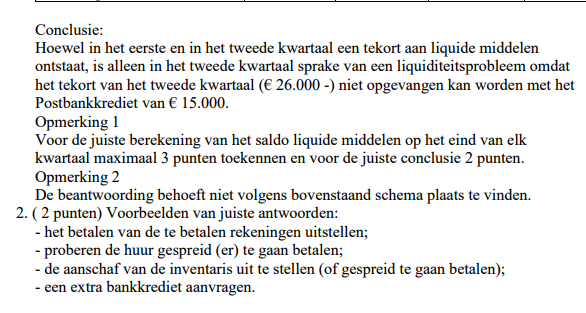 Conclusie:
Hoewel in het eerste en in het tweede kwartaal een tekort aan liquide middelen
ontstaat, is alleen in het tweede kwartaal sprake van een liquiditeitsprobleem omdat
het tekort van het tweede kwartaal (€ 26.000 -) niet opgevangen kan worden met het
Postbankkrediet van € 15.000.
Opmerking 1
Voor de juiste berekening van het saldo liquide middelen op het eind van elk
kwartaal maximaal 3 punten toekennen en voor de juiste conclusie 2 punten.
Opmerking 2
De beantwoording behoeft niet volgens bovenstaand schema plaats te vinden.
2. ( 2 punten) Voorbeelden van juiste antwoorden:
- het betalen van de te betalen rekeningen uitstellen;
- proberen de huur gespreid (er) te gaan betalen;
- de aanschaf van de inventaris uit te stellen (of gespreid te gaan betalen);
- een extra bankkrediet aanvragen.